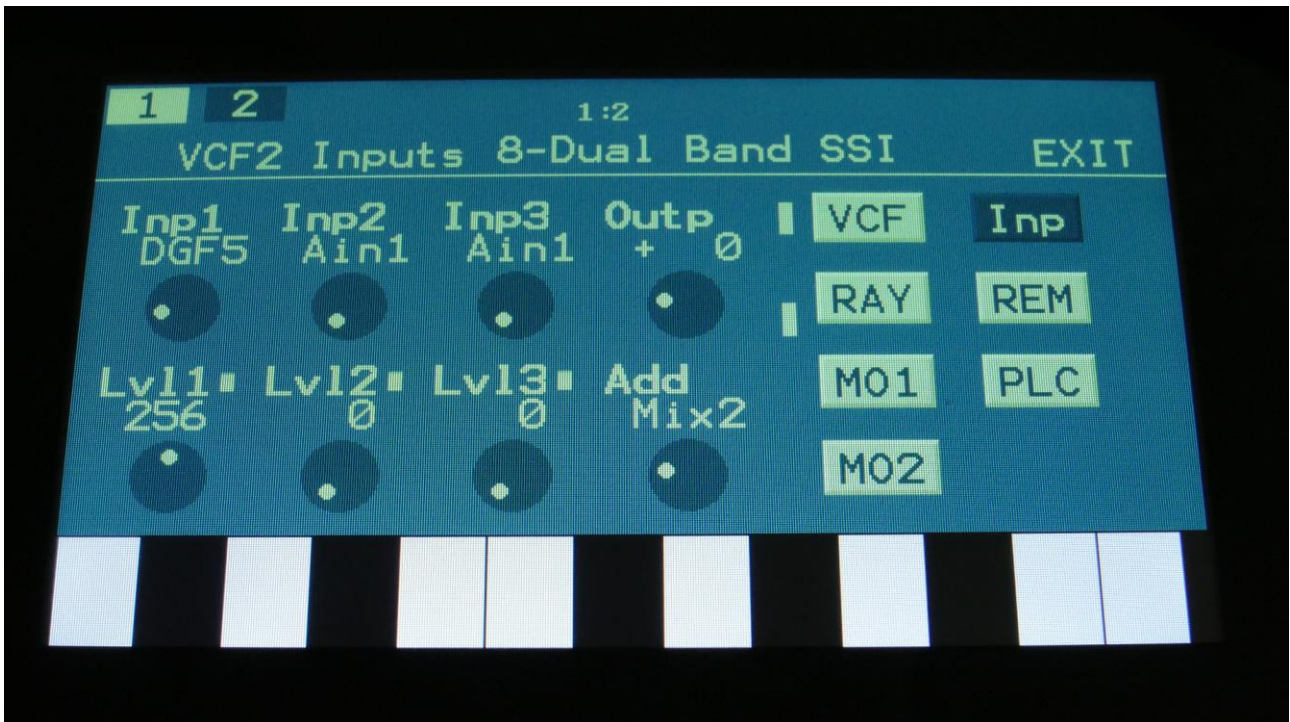 1 2 1:2
VCF2 Inputs 8-Dual Band SSI EXIT
Inp1 Inp2 Inp3 Outp VCF Inp
DGF5 Ain1 Ain1 + 0
RAY REM
Lvl1 Lvl2 Lvl3 Add MO1 PLC
256 0 0 Mix2
MO2